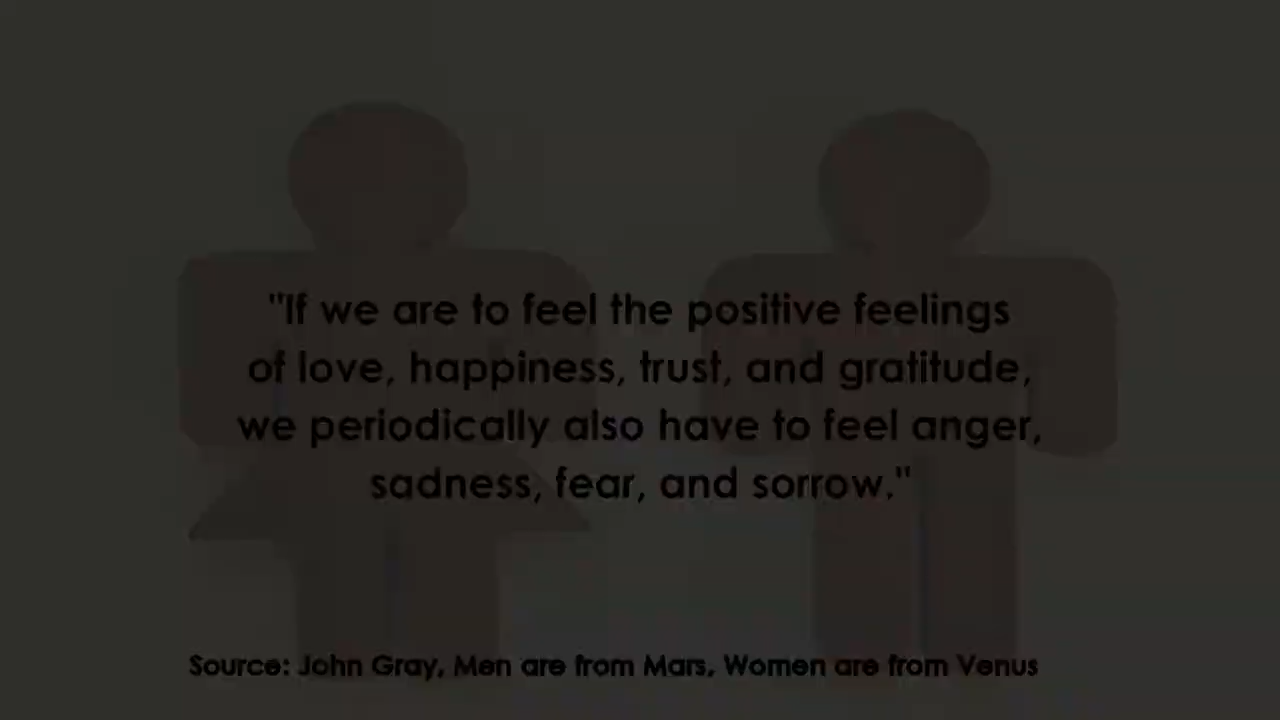 "If we are to feel the positive feelings
of love, happiness, trust, and gratitude,
we periodically also have to feel anger,
sadness, fear, and sorrow."
Source: John Gray, Men are from Mars, Women are from Venus